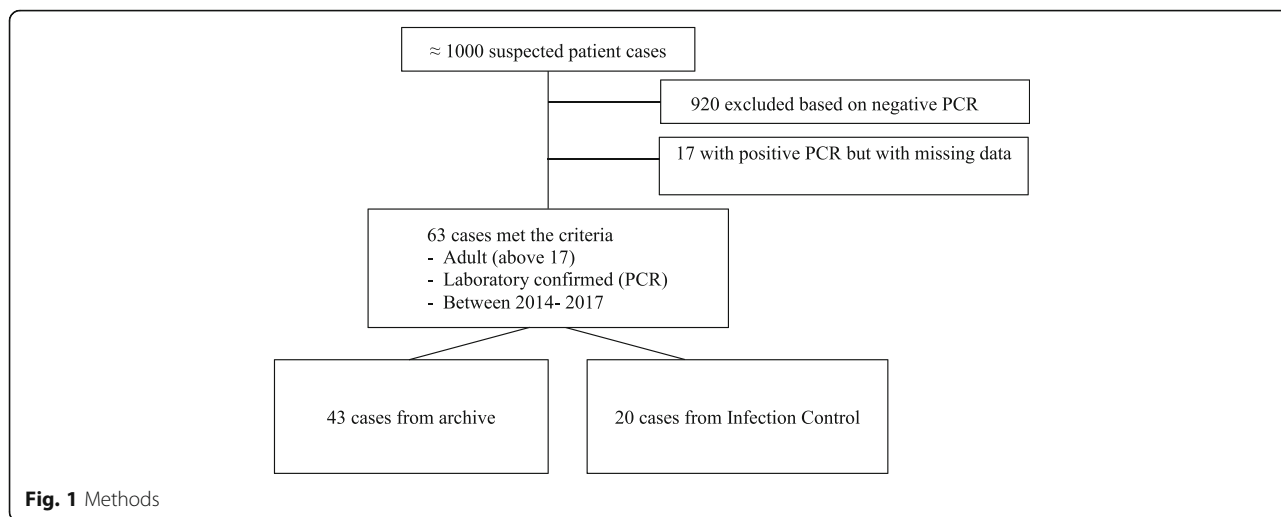 ≈ 1000 suspected patient cases
920 excluded based on negative PCR
17 with positive PCR but with missing data
63 cases met the criteria
- Adult (above 17)
- Laboratory confirmed (PCR)
- Between 2014- 2017
43 cases from archive
20 cases from Infection Control
Fig. 1 Methods